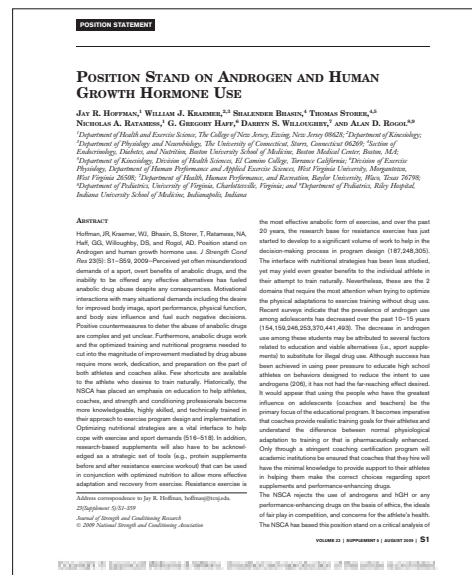 POSITION STATEMENT
POSITION STAND ON ANDROGEN AND HUMAN
GROWTH HORMONE USE
JAY R. HOFFMAN,1 WILLIAM J. KRAEMER,2,3 SHALENDER BHASIN,4 THOMAS STORER,4,5
NICHOLAS A. RATAMESS,1 G. GREGORY HAFF,6 DARRYN S. WILLOUGHBY,7 AND ALAN D. ROGOL8,9
1Department of Health and Exercise Science, The College of New Jersey, Ewing, New Jersey 08628; 2Department of Kinesiology;
3Department of Physiology and Neurobiology, The University of Connecticut, Storrs, Connecticut 06269; 4Section of
Endocrinology, Diabetes, and Nutrition, Boston University School of Medicine, Boston Medical Center, Boston, MA;
5Department of Kinesiology, Division of Health Sciences, El Camino College, Torrance California; 6Division of Exercise
Physiology, Department of Human Performance and Applied Exercise Sciences, West Virginia University, Morgantown,
West Virginia 26508; 7Department of Health, Human Performance, and Recreation, Baylor University, Waco, Texas 76798;
8Department of Pediatrics, University of Virginia, Charlottesville, Virginia; and 9Department of Pediatrics, Riley Hospital,
Indiana University School of Medicine, Indianapolis, Indiana
ABSTRACT
Hoffman, JR, Kraemer, WJ, Bhasin, S, Storer, T, Ratamess, NA,
Haff, GG, Willoughby, DS, and Rogol, AD. Position stand on
Androgen and human growth hormone use. J Strength Cond
Res 23(5): S1–S59, 2009—Perceived yet often misunderstood
demands of a sport, overt benefits of anabolic drugs, and the
inability to be offered any effective alternatives has fueled
anabolic drug abuse despite any consequences. Motivational
interactions with many situational demands including the desire
for improved body image, sport performance, physical function,
and body size influence and fuel such negative decisions.
Positive countermeasures to deter the abuse of anabolic drugs
are complex and yet unclear. Furthermore, anabolic drugs work
and the optimized training and nutritional programs needed to
cut into the magnitude of improvement mediated by drug abuse
require more work, dedication, and preparation on the part of
both athletes and coaches alike. Few shortcuts are available
to the athlete who desires to train naturally. Historically, the
NSCA has placed an emphasis on education to help athletes,
coaches, and strength and conditioning professionals become
more knowledgeable, highly skilled, and technically trained in
their approach to exercise program design and implementation.
Optimizing nutritional strategies are a vital interface to help
cope with exercise and sport demands (516–518). In addition,
research-based supplements will also have to be acknowl-
edged as a strategic set of tools (e.g., protein supplements
before and after resistance exercise workout) that can be used
in conjunction with optimized nutrition to allow more effective
adaptation and recovery from exercise. Resistance exercise is
Address correspondence to Jay R. Hoffman, hoffmanj@tcnj.edu.
23(Supplement 5)/S1–S59
Journal of Strength and Conditioning Research
© 2009 National Strength and Conditioning Association
the most effective anabolic form of exercise, and over the past
20 years, the research base for resistance exercise has just
started to develop to a significant volume of work to help in the
decision-making process in program design (187,248,305).
The interface with nutritional strategies has been less studied,
yet may yield even greater benefits to the individual athlete in
their attempt to train naturally. Nevertheless, these are the 2
domains that require the most attention when trying to optimize
the physical adaptations to exercise training without drug use.
Recent surveys indicate that the prevalence of androgen use
among adolescents has decreased over the past 10–15 years
(154,159,246,253,370,441,493). The decrease in androgen
use among these students may be attributed to several factors
related to education and viable alternatives (i.e., sport supple-
ments) to substitute for illegal drug use. Although success has
been achieved in using peer pressure to educate high school
athletes on behaviors designed to reduce the intent to use
androgens (206), it has not had the far-reaching effect desired.
It would appear that using the people who have the greatest
influence on adolescents (coaches and teachers) be the
primary focus of the educational program. It becomes imperative
that coaches provide realistic training goals for their athletes and
understand the difference between normal physiological
adaptation to training or that is pharmaceutically enhanced.
Only through a stringent coaching certification program will
academic institutions be ensured that coaches that they hire will
have the minimal knowledge to provide support to their athletes
in helping them make the correct choices regarding sport
supplements and performance-enhancing drugs.
The NSCA rejects the use of androgens and hGH or any
performance-enhancing drugs on the basis of ethics, the ideals
of fair play in competition, and concerns for the athlete's health.
The NSCA has based this position stand on a critical analysis of
VOLUME 23 | SUPPLEMENT 5 | AUGUST 2009 | S1
Copyright © Lippincott Williams & Wilkins. Unauthorized reproduction of this article is prohibited.